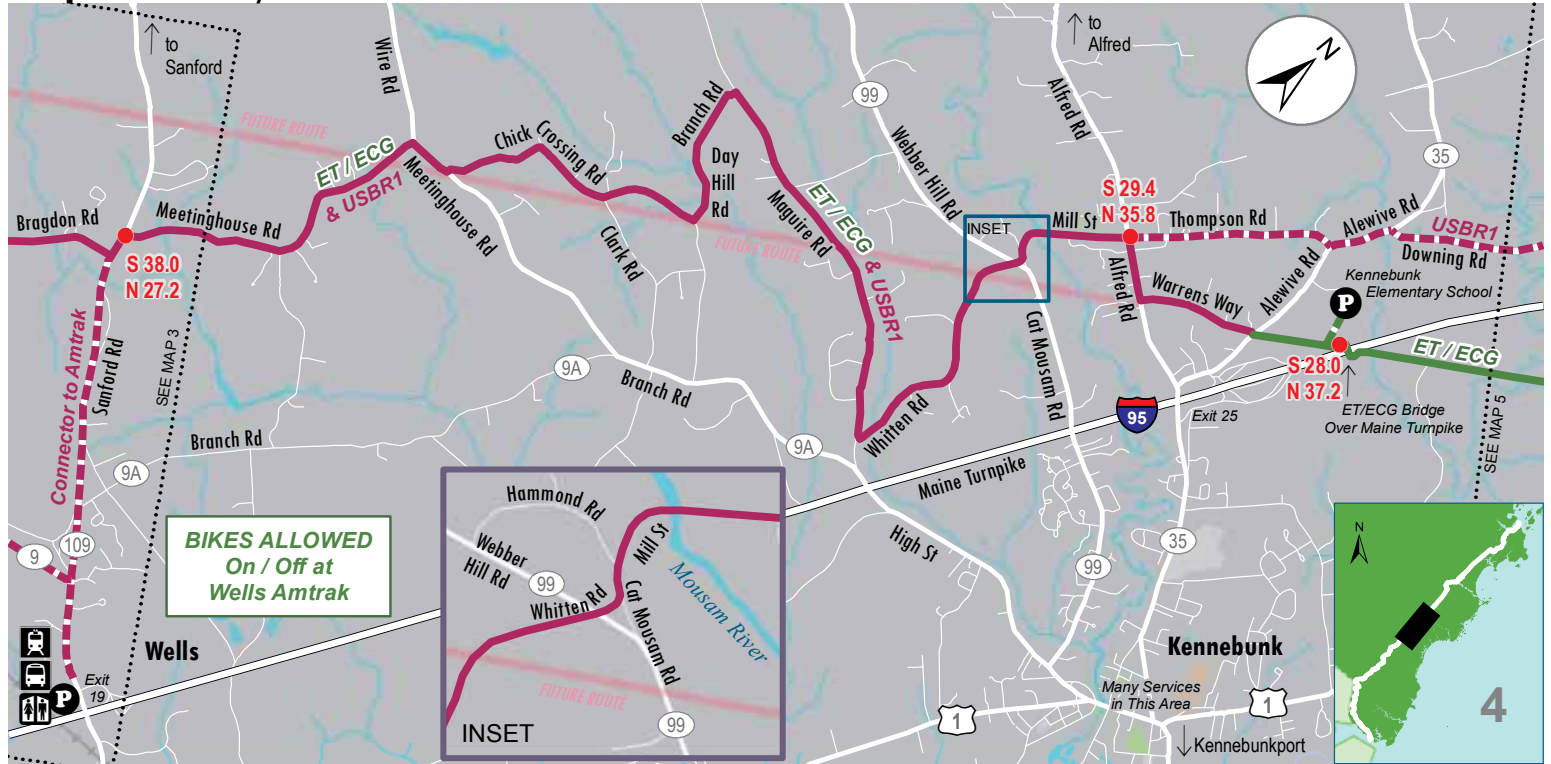 to
Sanford
Wire Rd
FUTURE ROUTE
ET / ECG
& USBR1
Chick Crossing Rd
Branch Rd
Day
Hill
Rd
99
Webber Hill Rd
to
Alfred
Alfred Rd
N
35
Bragdon Rd
Meetinghouse Rd
Meetinghouse Rd
Clark Rd
FUTURE ROUTE
Maguire Rd
ET / ECG & USBR1
INSET
Mill St
S 29.4
N 35.8
Thompson Rd
Alewive Rd
USBR1
Downing Rd
S 38.0
N 27.2
Alfred Rd
Warrens Way
Alewive Rd
Kennebunk
Elementary School
P
Connector to Amtrak
Sanford Rd
SEE MAP 3
9A
Branch Rd
Cat Mousam Rd
ET / ECG
S 28.0
N 37.2
ET/ECG Bridge
Over Maine Turnpike
SEE MAP 5
95
Exit 25
Branch Rd
9A
9A
Whitten Rd
Maine Turnpike
High St
99
35
9
109
BIKES ALLOWED
On / Off at
Wells Amtrak
Wells
P
Exit
19
Hammond Rd
Webber
Hill Rd
99
Mill St
Whitten Rd
Cat Mousam Rd
Mousam River
FUTURE ROUTE
99
INSET
Kennebunk
Many Services
in This Area
1
1
Kennebunkport
N
4